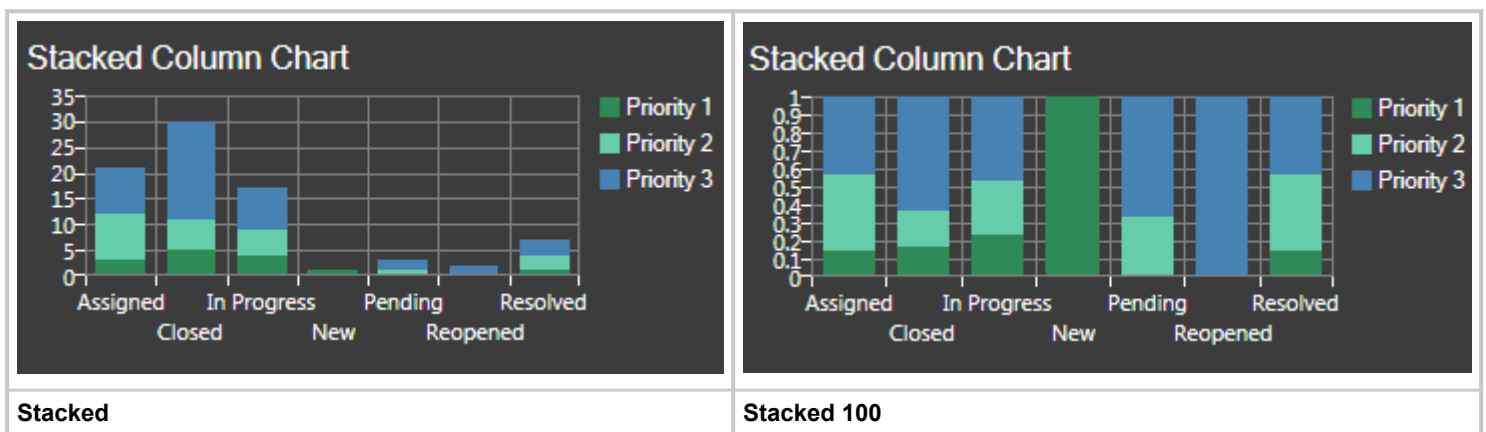 Stacked Column Chart
35
30
25
20
15
10
5
0
Assigned In Progress Pending Resolved
Closed New Reopened
Priority 1
Priority 2
Priority 3
Stacked
Stacked Column Chart
1
0.9
0.8
0.7
0.6
0.5
0.4
0.3
0.2
0.1
0
Assigned In Progress Pending Resolved
Closed New Reopened
Priority 1
Priority 2
Priority 3
Stacked 100